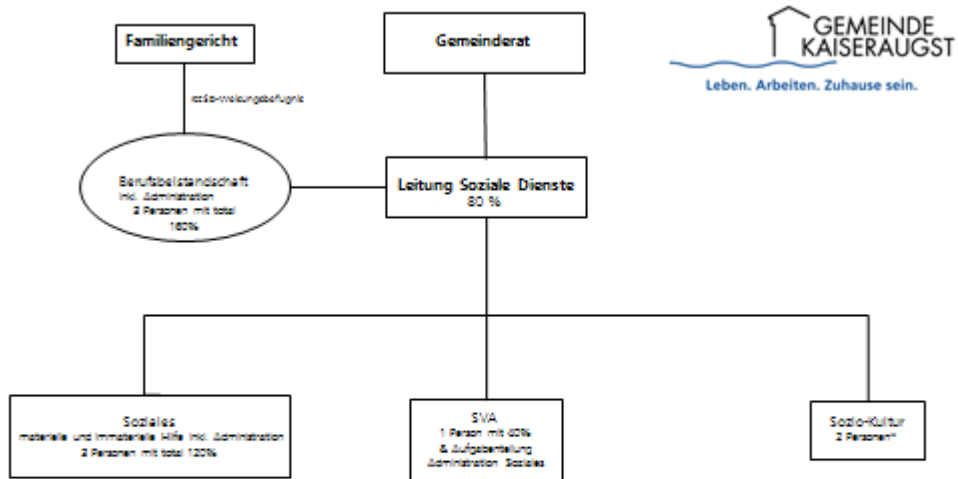 Familiengericht
Gemeinderat
GEMEINDE
KAISERAUGST
Leben. Arbeiten. Zuhause sein.
Berufsbeistandschaft
inkl. Administration
3 Personen mit total
160%
Leitung Soziale Dienste
80 %
Soziales
materielle und immaterielle Hilfe inkl. Administration
3 Personen mit total 120%
SVA
1 Person mit 40%
& Aufgabenteilung
Administration Soziales
Sozio-Kultur
2 Personen*